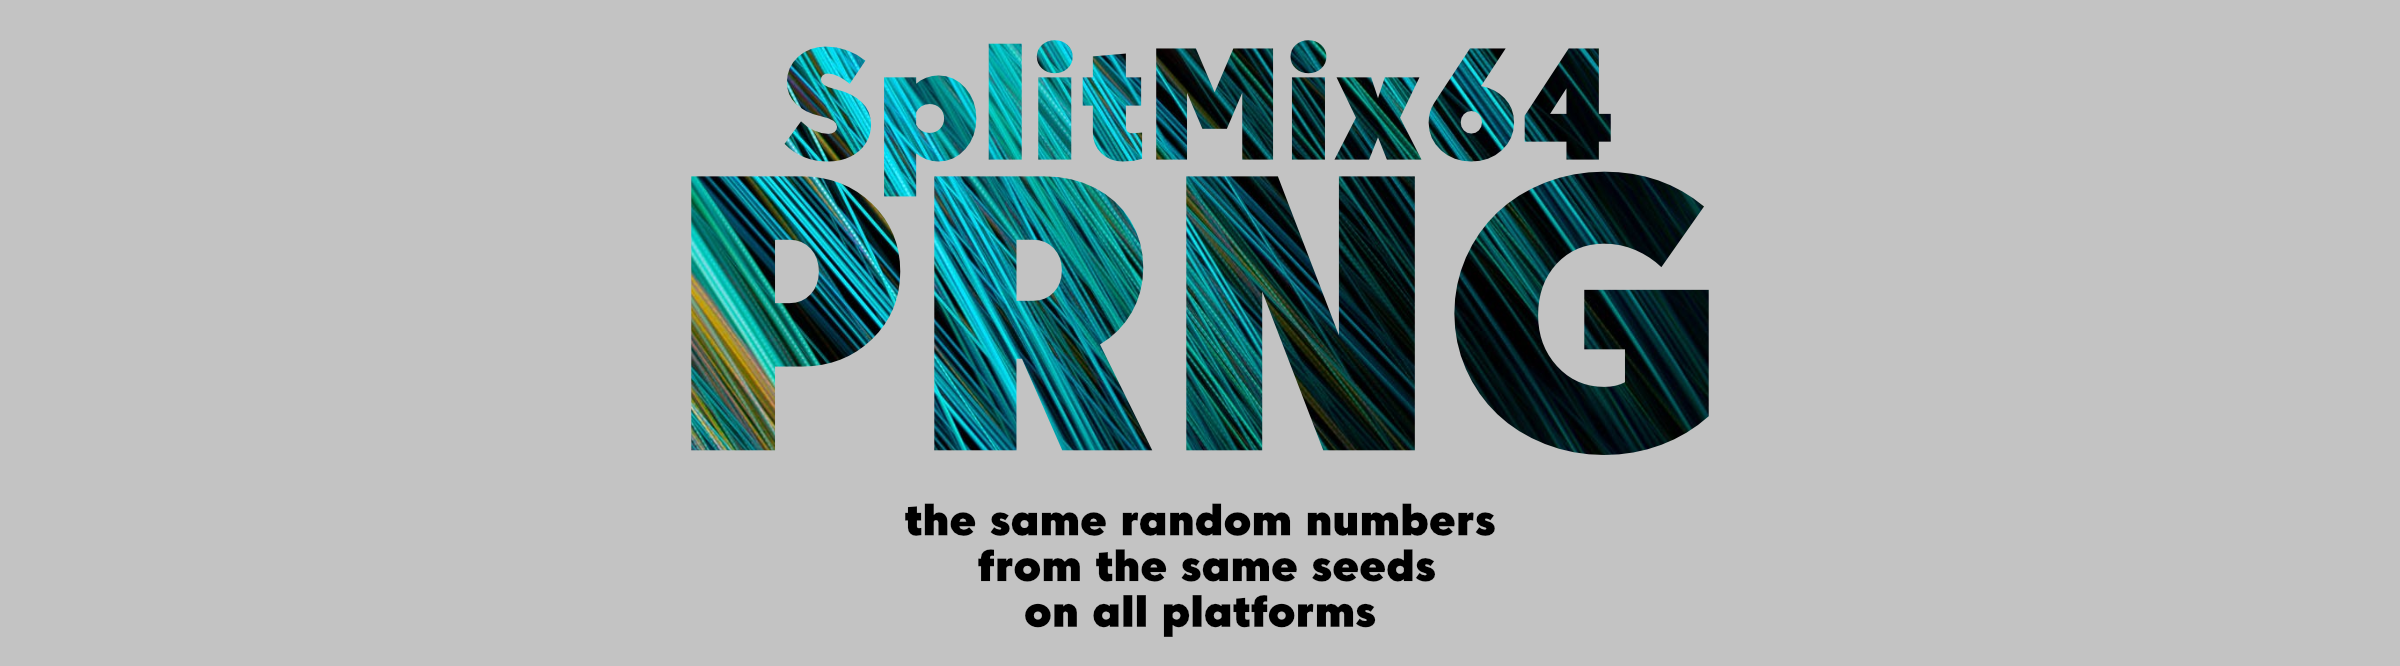 SplitMix64
PRNG
the same random numbers
from the same seeds
on all platforms